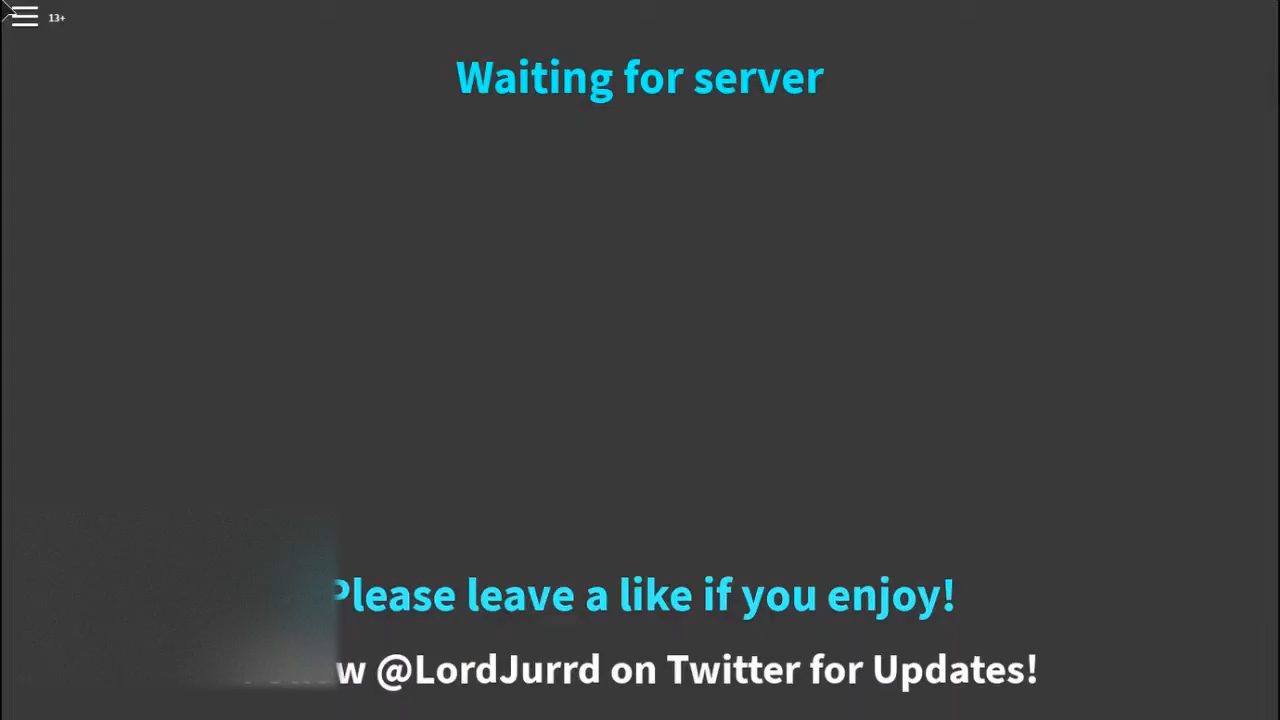 13+
Waiting for server
Please leave a like if you enjoy!
@LordJurrd on Twitter for Updates!